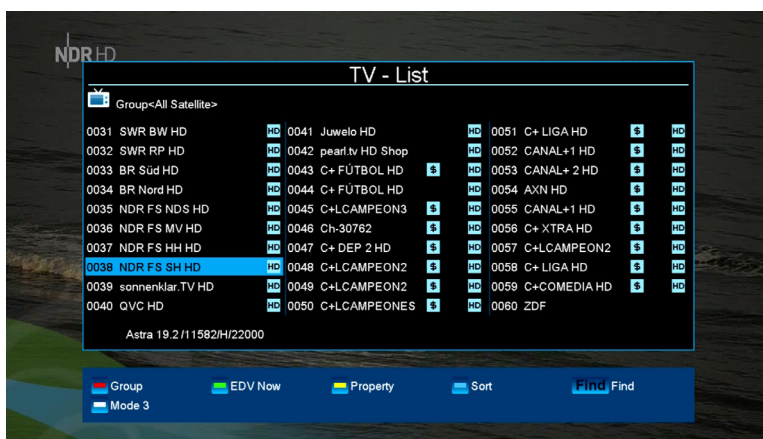 NDR HD
TV - List
Group<All Satellite>
0031 SWR BW HD HD 0041 Juwelo HD HD 0051 C+ LIGA HD $ HD
0032 SWR RP HD HD 0042 pearl.tv HD Shop HD 0052 CANAL+1 HD $ HD
0033 BR Süd HD HD 0043 C+ FÚTBOL HD $ HD 0053 CANAL+ 2 HD $ HD
0034 BR Nord HD HD 0044 C+ FÚTBOL HD HD 0054 AXN HD $ HD
0035 NDR FS NDS HD HD 0045 C+LCAMPEON3 $ HD 0055 CANAL+1 HD $ HD
0036 NDR FS MV HD HD 0046 Ch-30762 $ HD 0056 C+ XTRA HD $ HD
0037 NDR FS HH HD HD 0047 C+ DEP 2 HD $ HD 0057 C+LCAMPEON2 $ HD
0038 NDR FS SH HD HD 0048 C+LCAMPEON2 $ HD 0058 C+ LIGA HD $ HD
0039 sonnenklar.TV HD HD 0049 C+LCAMPEON2 $ HD 0059 C+COMEDIA HD $ HD
0040 QVC HD HD 0050 C+LCAMPEONES $ HD 0060 ZDF
Astra 19.2 /11582/H/22000
Group EDV Now Property Sort Find Find
Mode 3